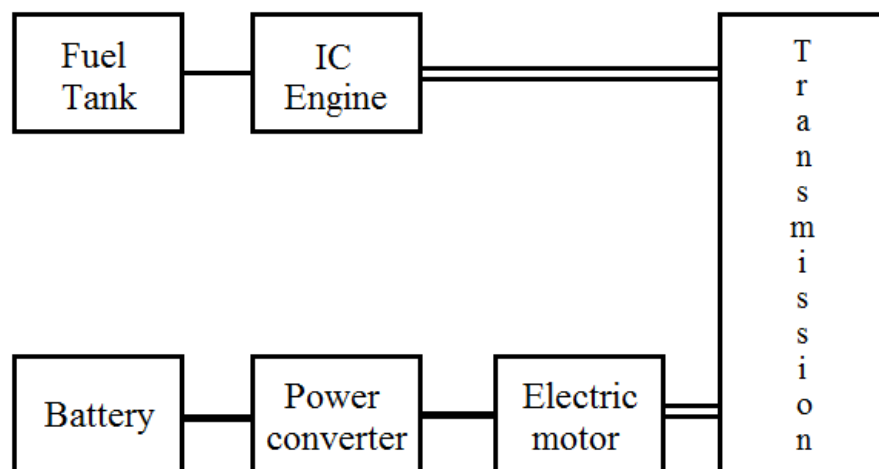 Fuel
Tank
IC
Engine
T
r
a
n
s
m
i
s
s
i
o
n
Battery
Power
converter
Electric
motor